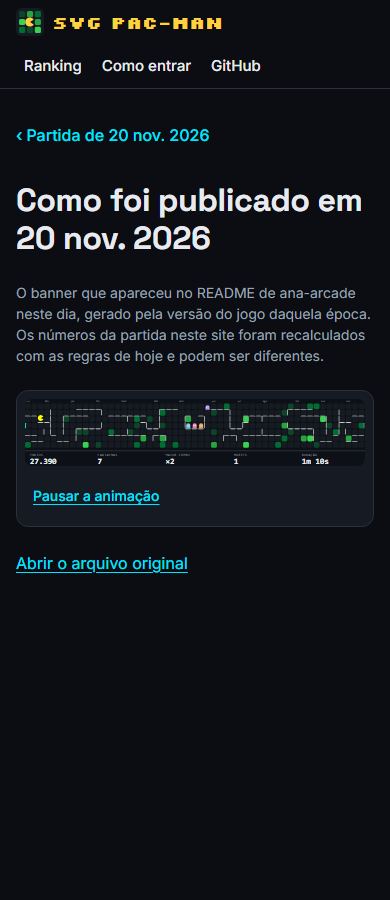 SVG PAC-MAN
Ranking Como entrar GitHub
‹ Partida de 20 nov. 2026
Como foi publicado em
20 nov. 2026
O banner que apareceu no README de ana-arcade
neste dia, gerado pela versão do jogo daquela época.
Os números da partida neste site foram recalculados
com as regras de hoje e podem ser diferentes.
27.390 7 ×2 1 1m 10s
Pausar a animação
Abrir o arquivo original